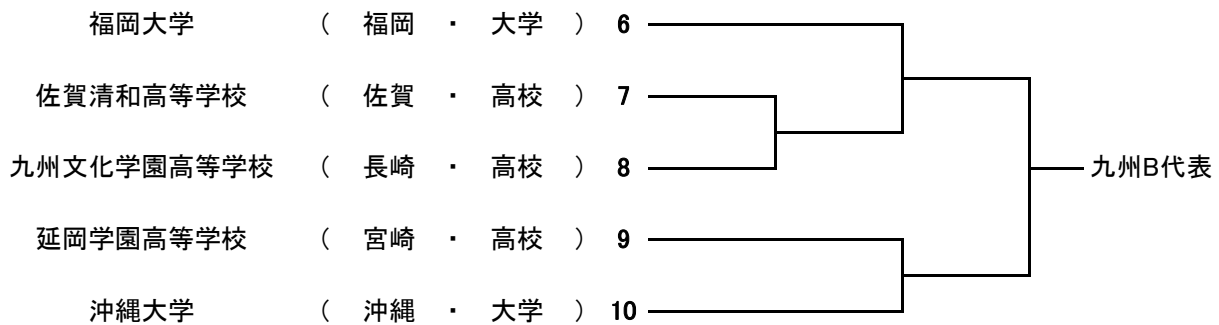 福岡大学 （ 福岡 ・ 大学 ） 6
佐賀清和高等学校 （ 佐賀 ・ 高校 ） 7
九州文化学園高等学校 （ 長崎 ・ 高校 ） 8
九州B代表
延岡学園高等学校 （ 宮崎 ・ 高校 ） 9
沖縄大学 （ 沖縄 ・ 大学 ） 10